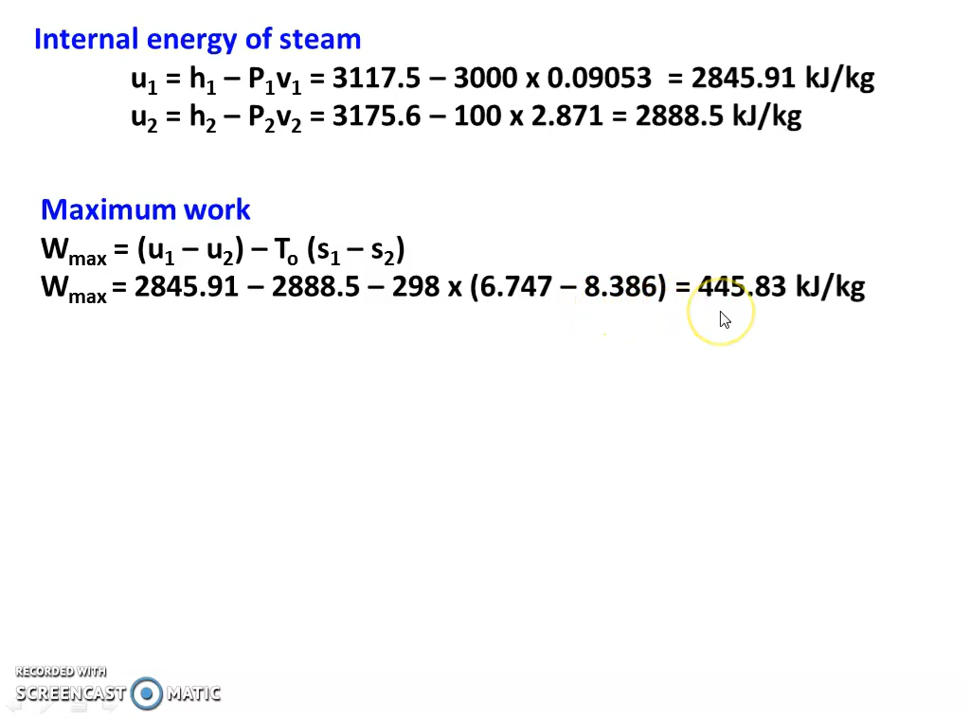 Internal energy of steam
u₁ = h₁ – P₁v₁ = 3117.5 – 3000 x 0.09053 = 2845.91 kJ/kg
u₂ = h₂ – P₂v₂ = 3175.6 – 100 x 2.871 = 2888.5 kJ/kg
Maximum work
Wmax = (u₁ – u₂) – To (s₁ – s₂)
Wmax = 2845.91 – 2888.5 – 298 x (6.747 – 8.386) = 445.83 kJ/kg
RECORDED WITH
SCREENCAST MATIC